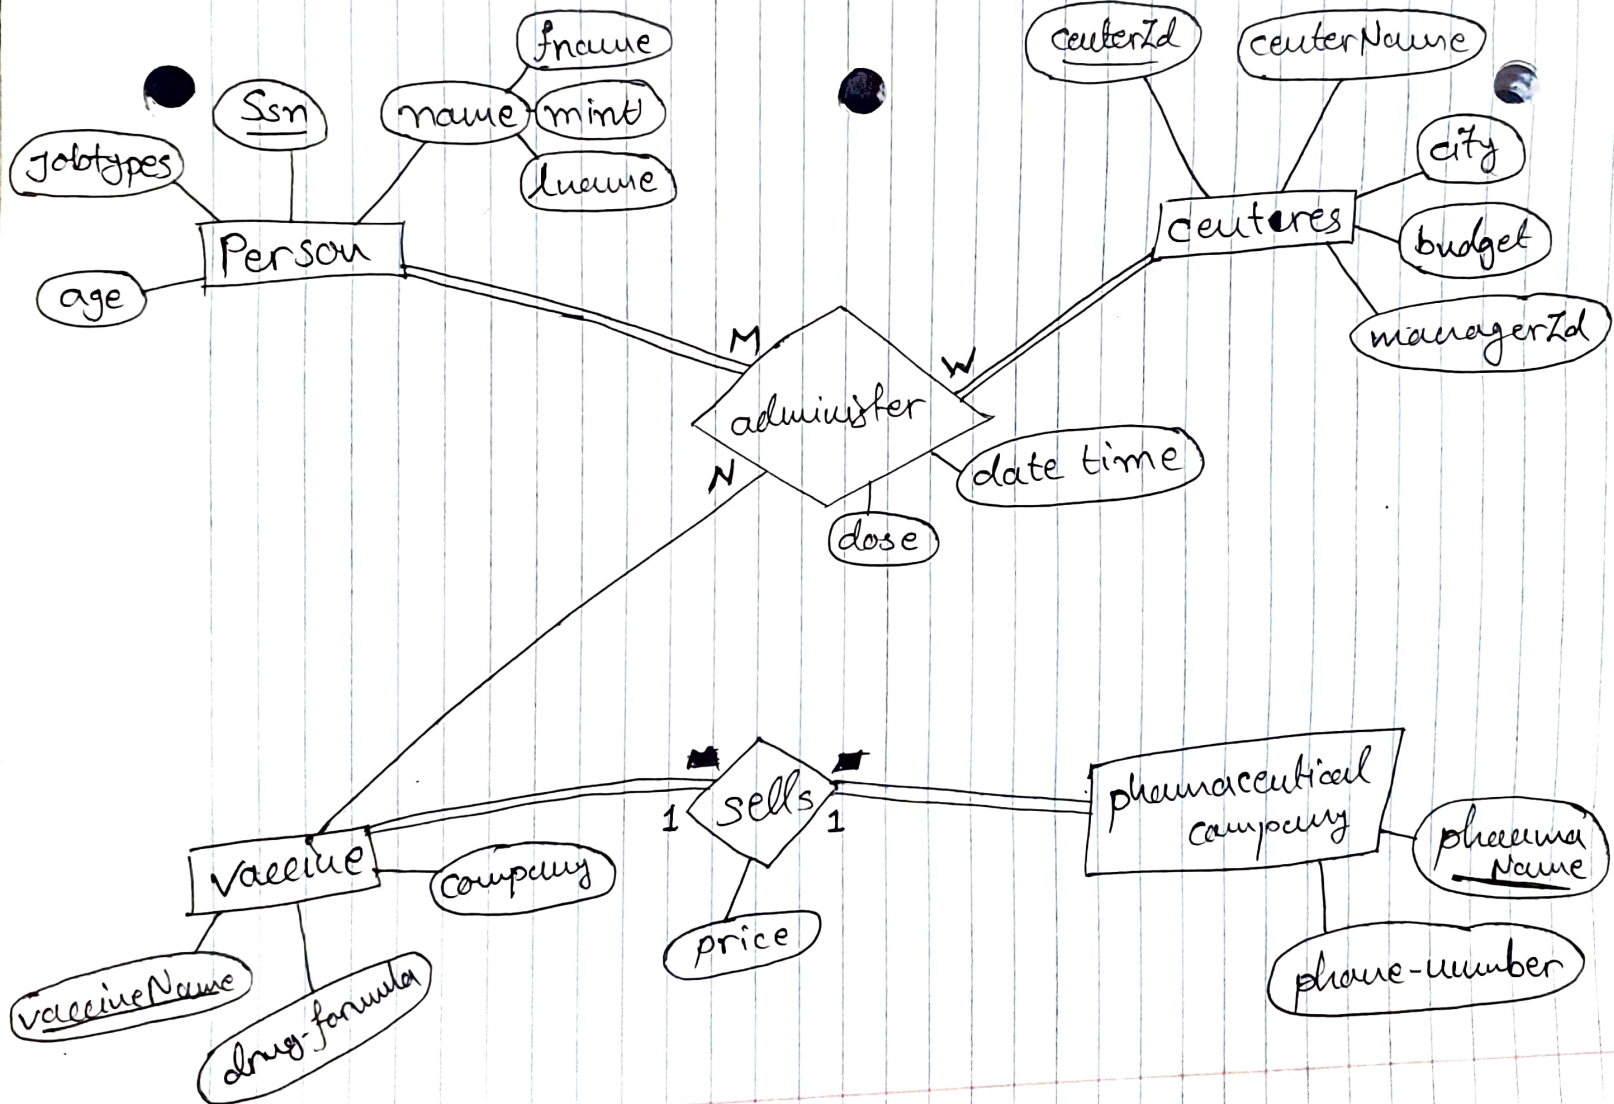 fname
centerId
centerName
Ssn
name
minit
jobtypes
lname
city
Person
centeres
budget
age
managerId
M
W
administer
date time
N
dose
sells
1
1
pharmaceutical
company
pharma
Name
vaccine
company
price
vaccineName
drug-formula
phone-number